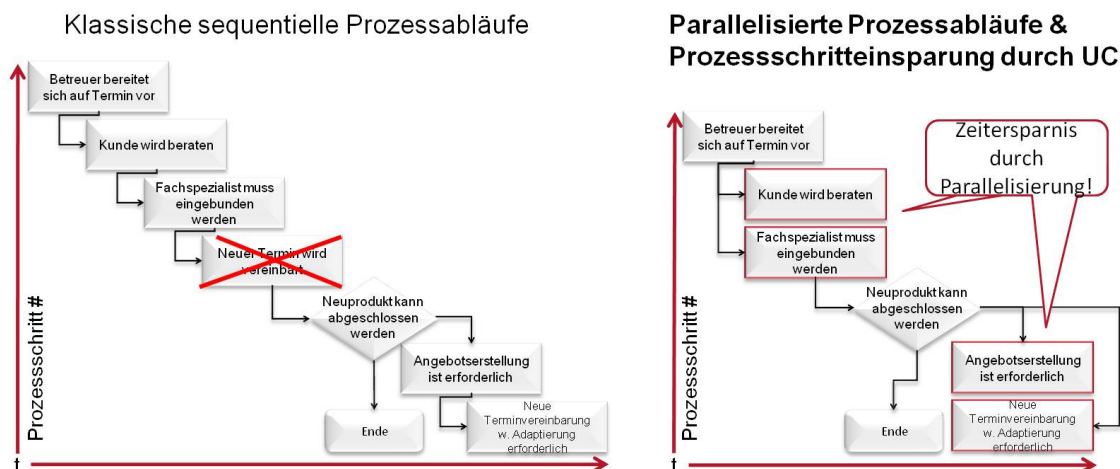 Klassische sequentielle Prozessabläufe
Betreuer bereitet
sich auf Termin vor
Kunde wird beraten
Fachspezialist muss
eingebunden
werden
Neuer Termin wird
vereinbart
Neuprodukt kann
abgeschlossen
werden
Angebotserstellung
ist erforderlich
Ende
Neue
Terminvereinbarung
w. Adaptierung
erforderlich
Prozessschritt #
t
Parallelisierte Prozessabläufe &
Prozessschritteinsparung durch UC
Betreuer bereitet
sich auf Termin vor
Zeitersparnis
durch
Parallelisierung!
Kunde wird beraten
Fachspezialist muss
eingebunden
werden
Neuprodukt kann
abgeschlossen
werden
Angebotserstellung
ist erforderlich
Ende
Neue
Terminvereinbarung
w. Adaptierung
erforderlich
Prozessschritt #
t